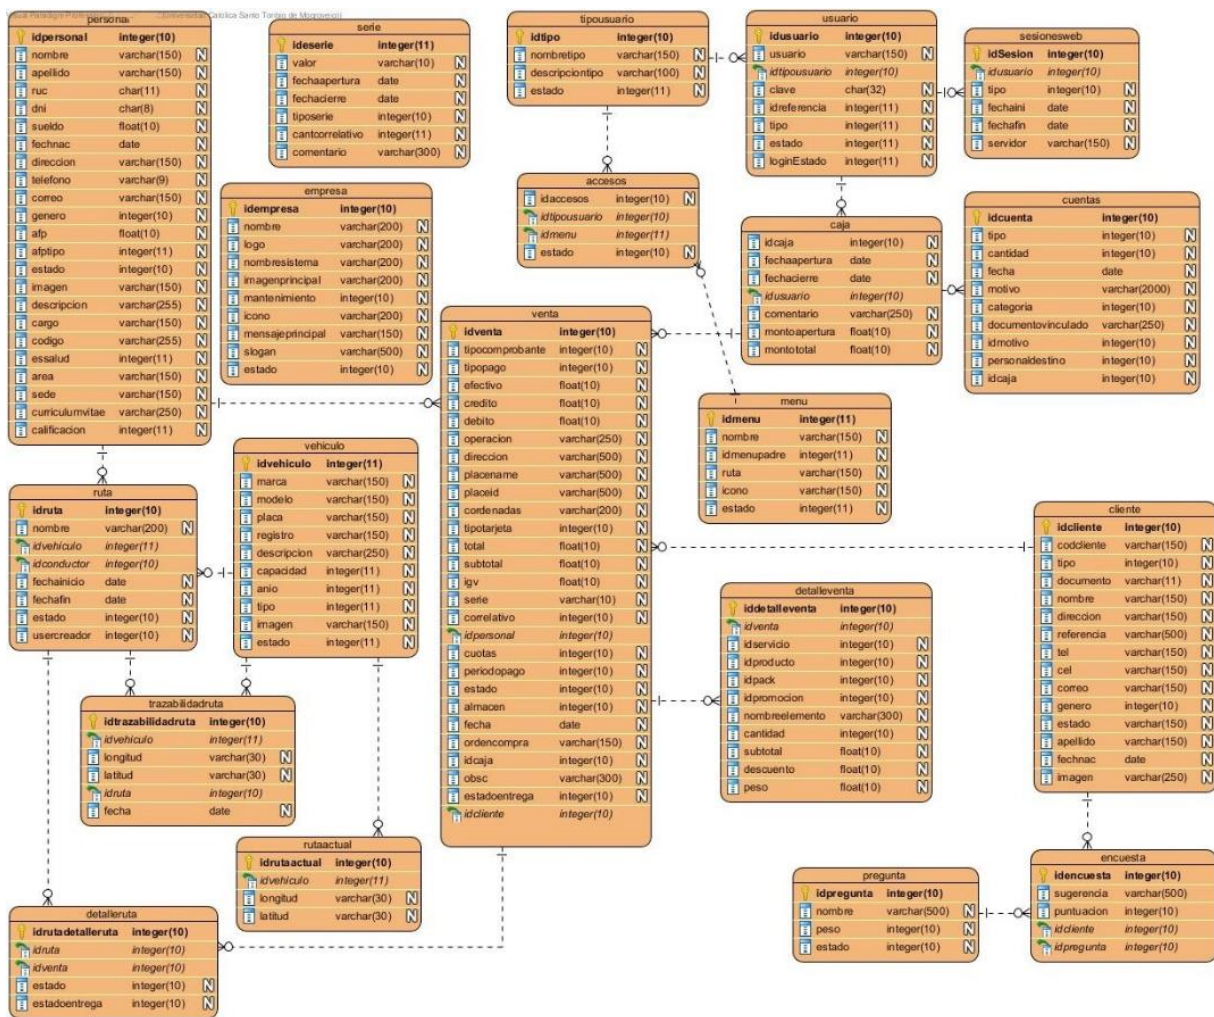 personal
idpersonal integer(10)
nombre varchar(150) N
apellido varchar(150) N
ruc char(11) N
dni char(8) N
sueldo float(10) N
fechnac date N
direccion varchar(150) N
telefono varchar(9) N
correo varchar(150) N
genero integer(10) N
afp float(10) N
afptipo integer(11) N
estado integer(10) N
imagen varchar(150) N
descripcion varchar(255) N
cargo varchar(150) N
codigo varchar(255) N
essalud integer(11) N
area varchar(150) N
sede varchar(150) N
curriculumvitae varchar(250) N
calificacion integer(11) N
serie
ideserie integer(11)
valor varchar(10) N
fechaapertura date N
fechacierre date N
tiposerie integer(10) N
cantcorrelativo integer(11) N
comentario varchar(300) N
tipousuario
idtipo integer(10)
nombretipo varchar(150) N
descripciontipo varchar(100) N
estado integer(11) N
usuario
idusuario integer(10)
usuario varchar(150) N
idtipousuario integer(10)
clave char(32) N
idreferencia integer(11) N
tipo integer(11) N
estado integer(11) N
loginEstado integer(11) N
sesionesweb
idSesion integer(10)
idusuario integer(10)
tipo integer(10) N
fechaini date N
fechafin date N
servidor varchar(150) N
empresa
idempresa integer(10)
nombre varchar(200) N
logo varchar(200) N
nombresistema varchar(200) N
imagenprincipal varchar(200) N
mantenimiento integer(10) N
icono varchar(200) N
mensajeprincipal varchar(150) N
slogan varchar(500) N
estado integer(10) N
accesos
idaccesos integer(10) N
idtipousuario integer(10)
idmenu integer(11)
estado integer(10) N
caja
idcaja integer(10) N
fechaapertura date N
fechacierre date N
idusuario integer(10)
comentario varchar(250) N
montoapertura float(10) N
montototal float(10) N
cuentas
idcuenta integer(10)
tipo integer(10) N
cantidad integer(10) N
fecha date N
motivo varchar(2000) N
categoria integer(10) N
documentovinculado varchar(250) N
idmotivo integer(10) N
personaldestino integer(10) N
idcaja integer(10) N
venta
idventa integer(10)
tipocomprobante integer(10) N
tipopago integer(10) N
efectivo float(10) N
credito float(10) N
debito float(10) N
operacion varchar(250) N
direccion varchar(500) N
placename varchar(500) N
placeid varchar(500) N
cordenadas varchar(200) N
tipotarjeta integer(10) N
total float(10) N
subtotal float(10) N
igv float(10) N
serie varchar(10) N
correlativo integer(10) N
idpersonal integer(10)
cuotas integer(10) N
periodopago integer(10) N
estado integer(10) N
almacen integer(10) N
fecha date N
ordencompra varchar(150) N
idcaja integer(10) N
obsc varchar(300) N
estadoentrega integer(10) N
idcliente integer(10)
menu
idmenu integer(11)
nombre varchar(150) N
idmenupadre integer(11) N
ruta varchar(150) N
icono varchar(150) N
estado integer(11) N
vehiculo
idvehiculo integer(11)
marca varchar(150) N
modelo varchar(150) N
placa varchar(150) N
registro varchar(150) N
descripcion varchar(250) N
capacidad integer(11) N
anio integer(11) N
tipo integer(11) N
imagen varchar(150) N
estado integer(11) N
ruta
idruta integer(10)
nombre varchar(200) N
idvehiculo integer(11)
idconductor integer(10)
fechainicio date N
fechafin date N
estado integer(10) N
usercreador integer(10) N
cliente
idcliente integer(10)
codcliente varchar(150) N
tipo integer(10) N
documento varchar(11) N
nombre varchar(150) N
direccion varchar(150) N
referencia varchar(500) N
tel varchar(150) N
cel varchar(150) N
correo varchar(150) N
genero integer(10) N
estado varchar(150) N
apellido varchar(150) N
fechnac date N
imagen varchar(250) N
detalleventa
iddetalleventa integer(10)
idventa integer(10)
idservicio integer(10) N
idproducto integer(10) N
idpack integer(10) N
idpromocion integer(10) N
nombreelemento varchar(300) N
cantidad integer(10) N
subtotal float(10) N
descuento float(10) N
peso float(10) N
trazabilidadruta
idtrazabilidadruta integer(10)
idvehiculo integer(11)
longitud varchar(30) N
latitud varchar(30) N
idruta integer(10)
fecha date N
rutaactual
idrutaactual integer(10)
idvehiculo integer(11)
longitud varchar(30) N
latitud varchar(30) N
detalleruta
idrutadetalleruta integer(10)
idruta integer(10)
idventa integer(10)
estado integer(10) N
estadoentrega integer(10) N
pregunta
idpregunta integer(10)
nombre varchar(500) N
peso integer(10) N
estado integer(10) N
encuesta
idencuesta integer(10)
sugerencia varchar(500) N
puntuacion integer(10) N
idcliente integer(10)
idpregunta integer(10)